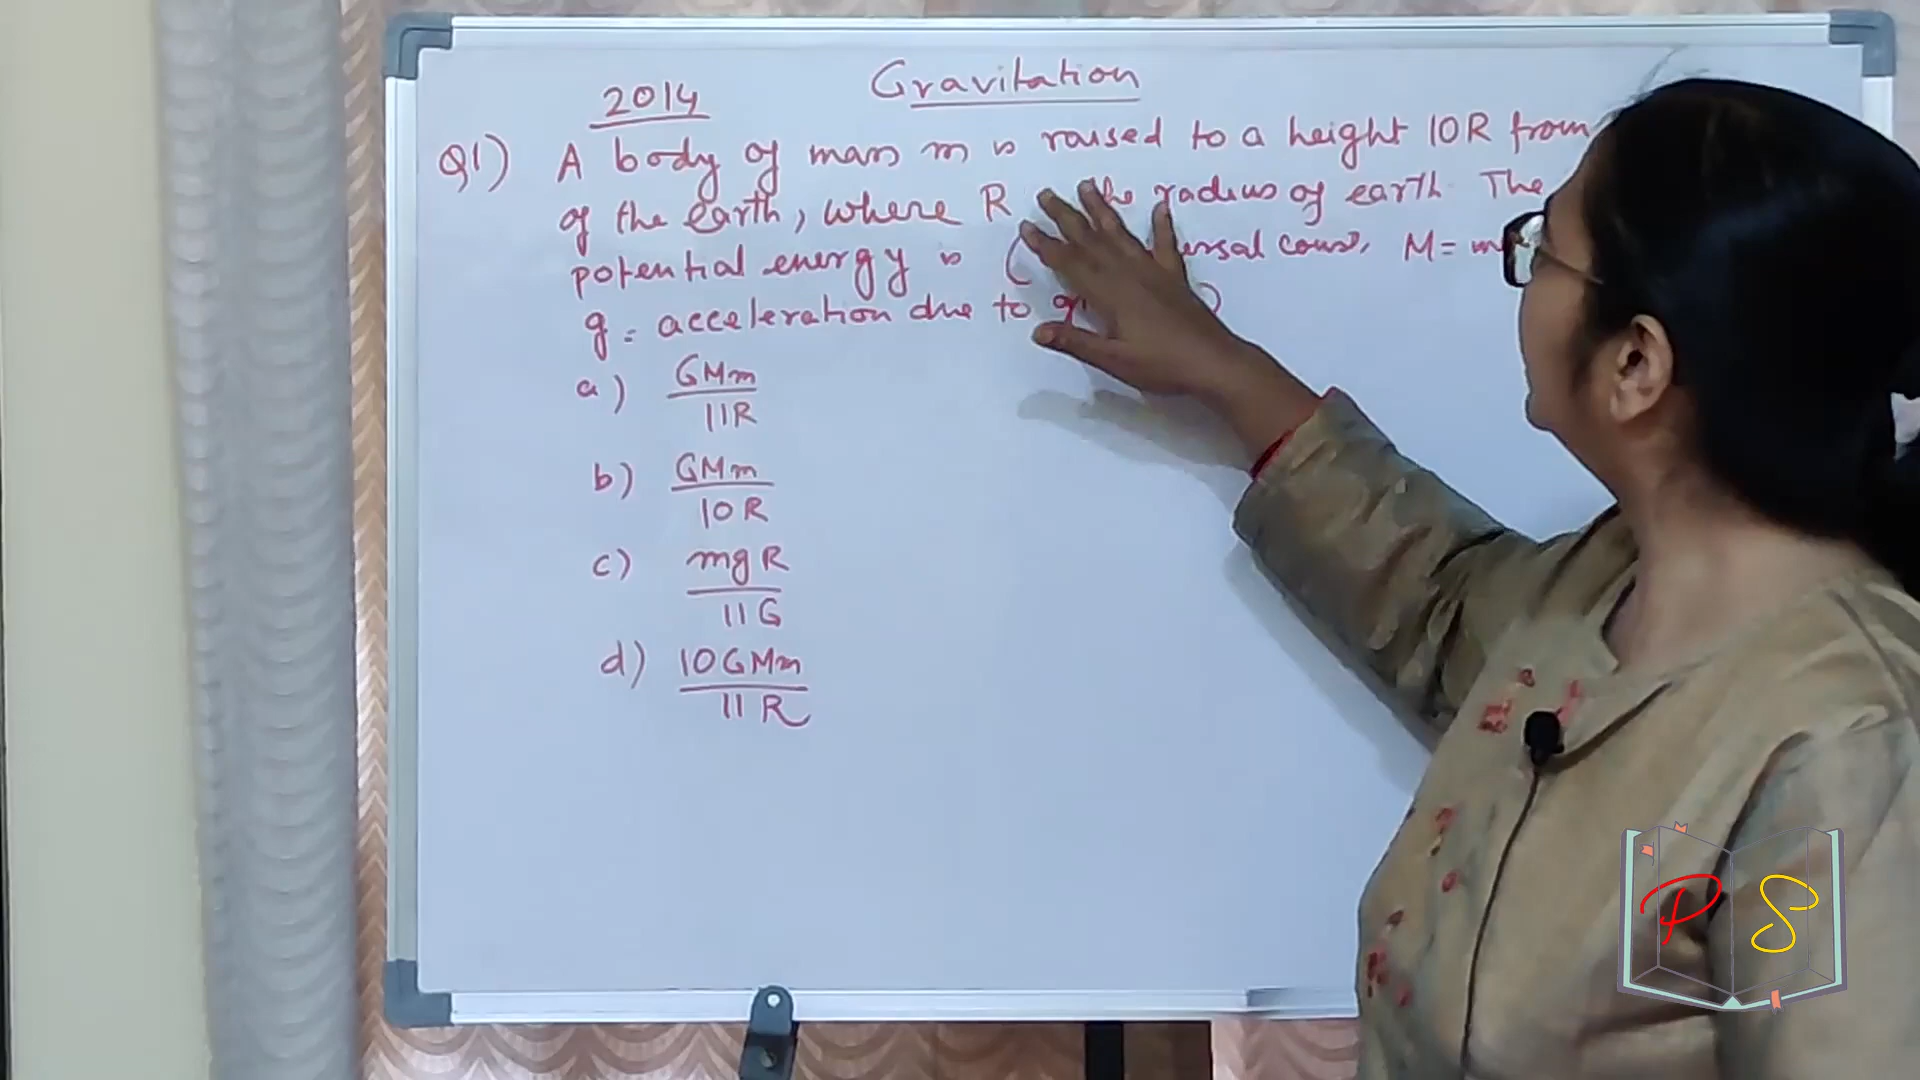 Gravitation
2014
Q1) A body of mass m is raised to a height 10R from
of the earth, where R the radius of earth. The
potential energy is ( ersal const, M =
g = acceleration due to )
a) GMm
11R
b) GMm
10R
c) mgR
11G
d) 10GMm
11R
PS